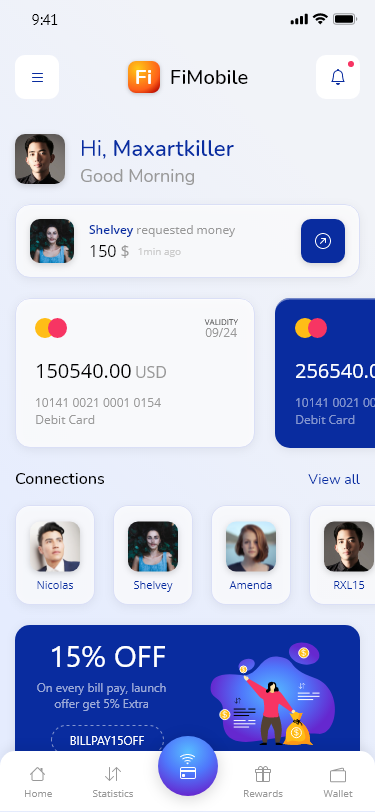 9:41
Fi FiMobile
Hi, Maxartkiller
Good Morning
Shelvey requested money
150 $ 1min ago
VALIDITY
09/24
150540.00 USD
10141 0021 0001 0154
Debit Card
256540.0
10141 0021 00
Debit Card
Connections View all
Nicolas Shelvey Amenda RXL15
15% OFF
On every bill pay, launch
offer get 5% Extra
BILLPAY15OFF
Home Statistics Rewards Wallet